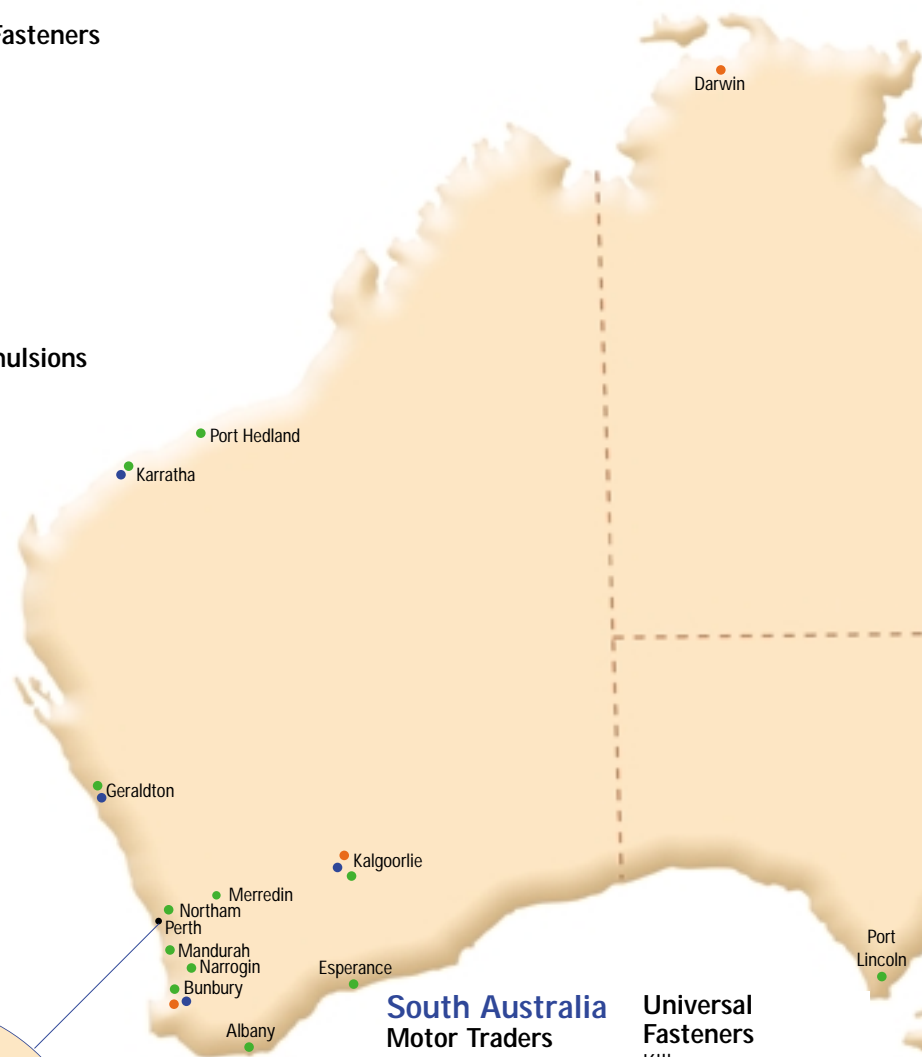 Fasteners
Darwin
nulsions
Port Hedland
Karratha
Geraldton
Kalgoorlie
Merredin
Northam
Perth
Mandurah
Narrogin
Bunbury
Esperance
Albany
Port
Lincoln
South Australia
Motor Traders
Universal
Fasteners